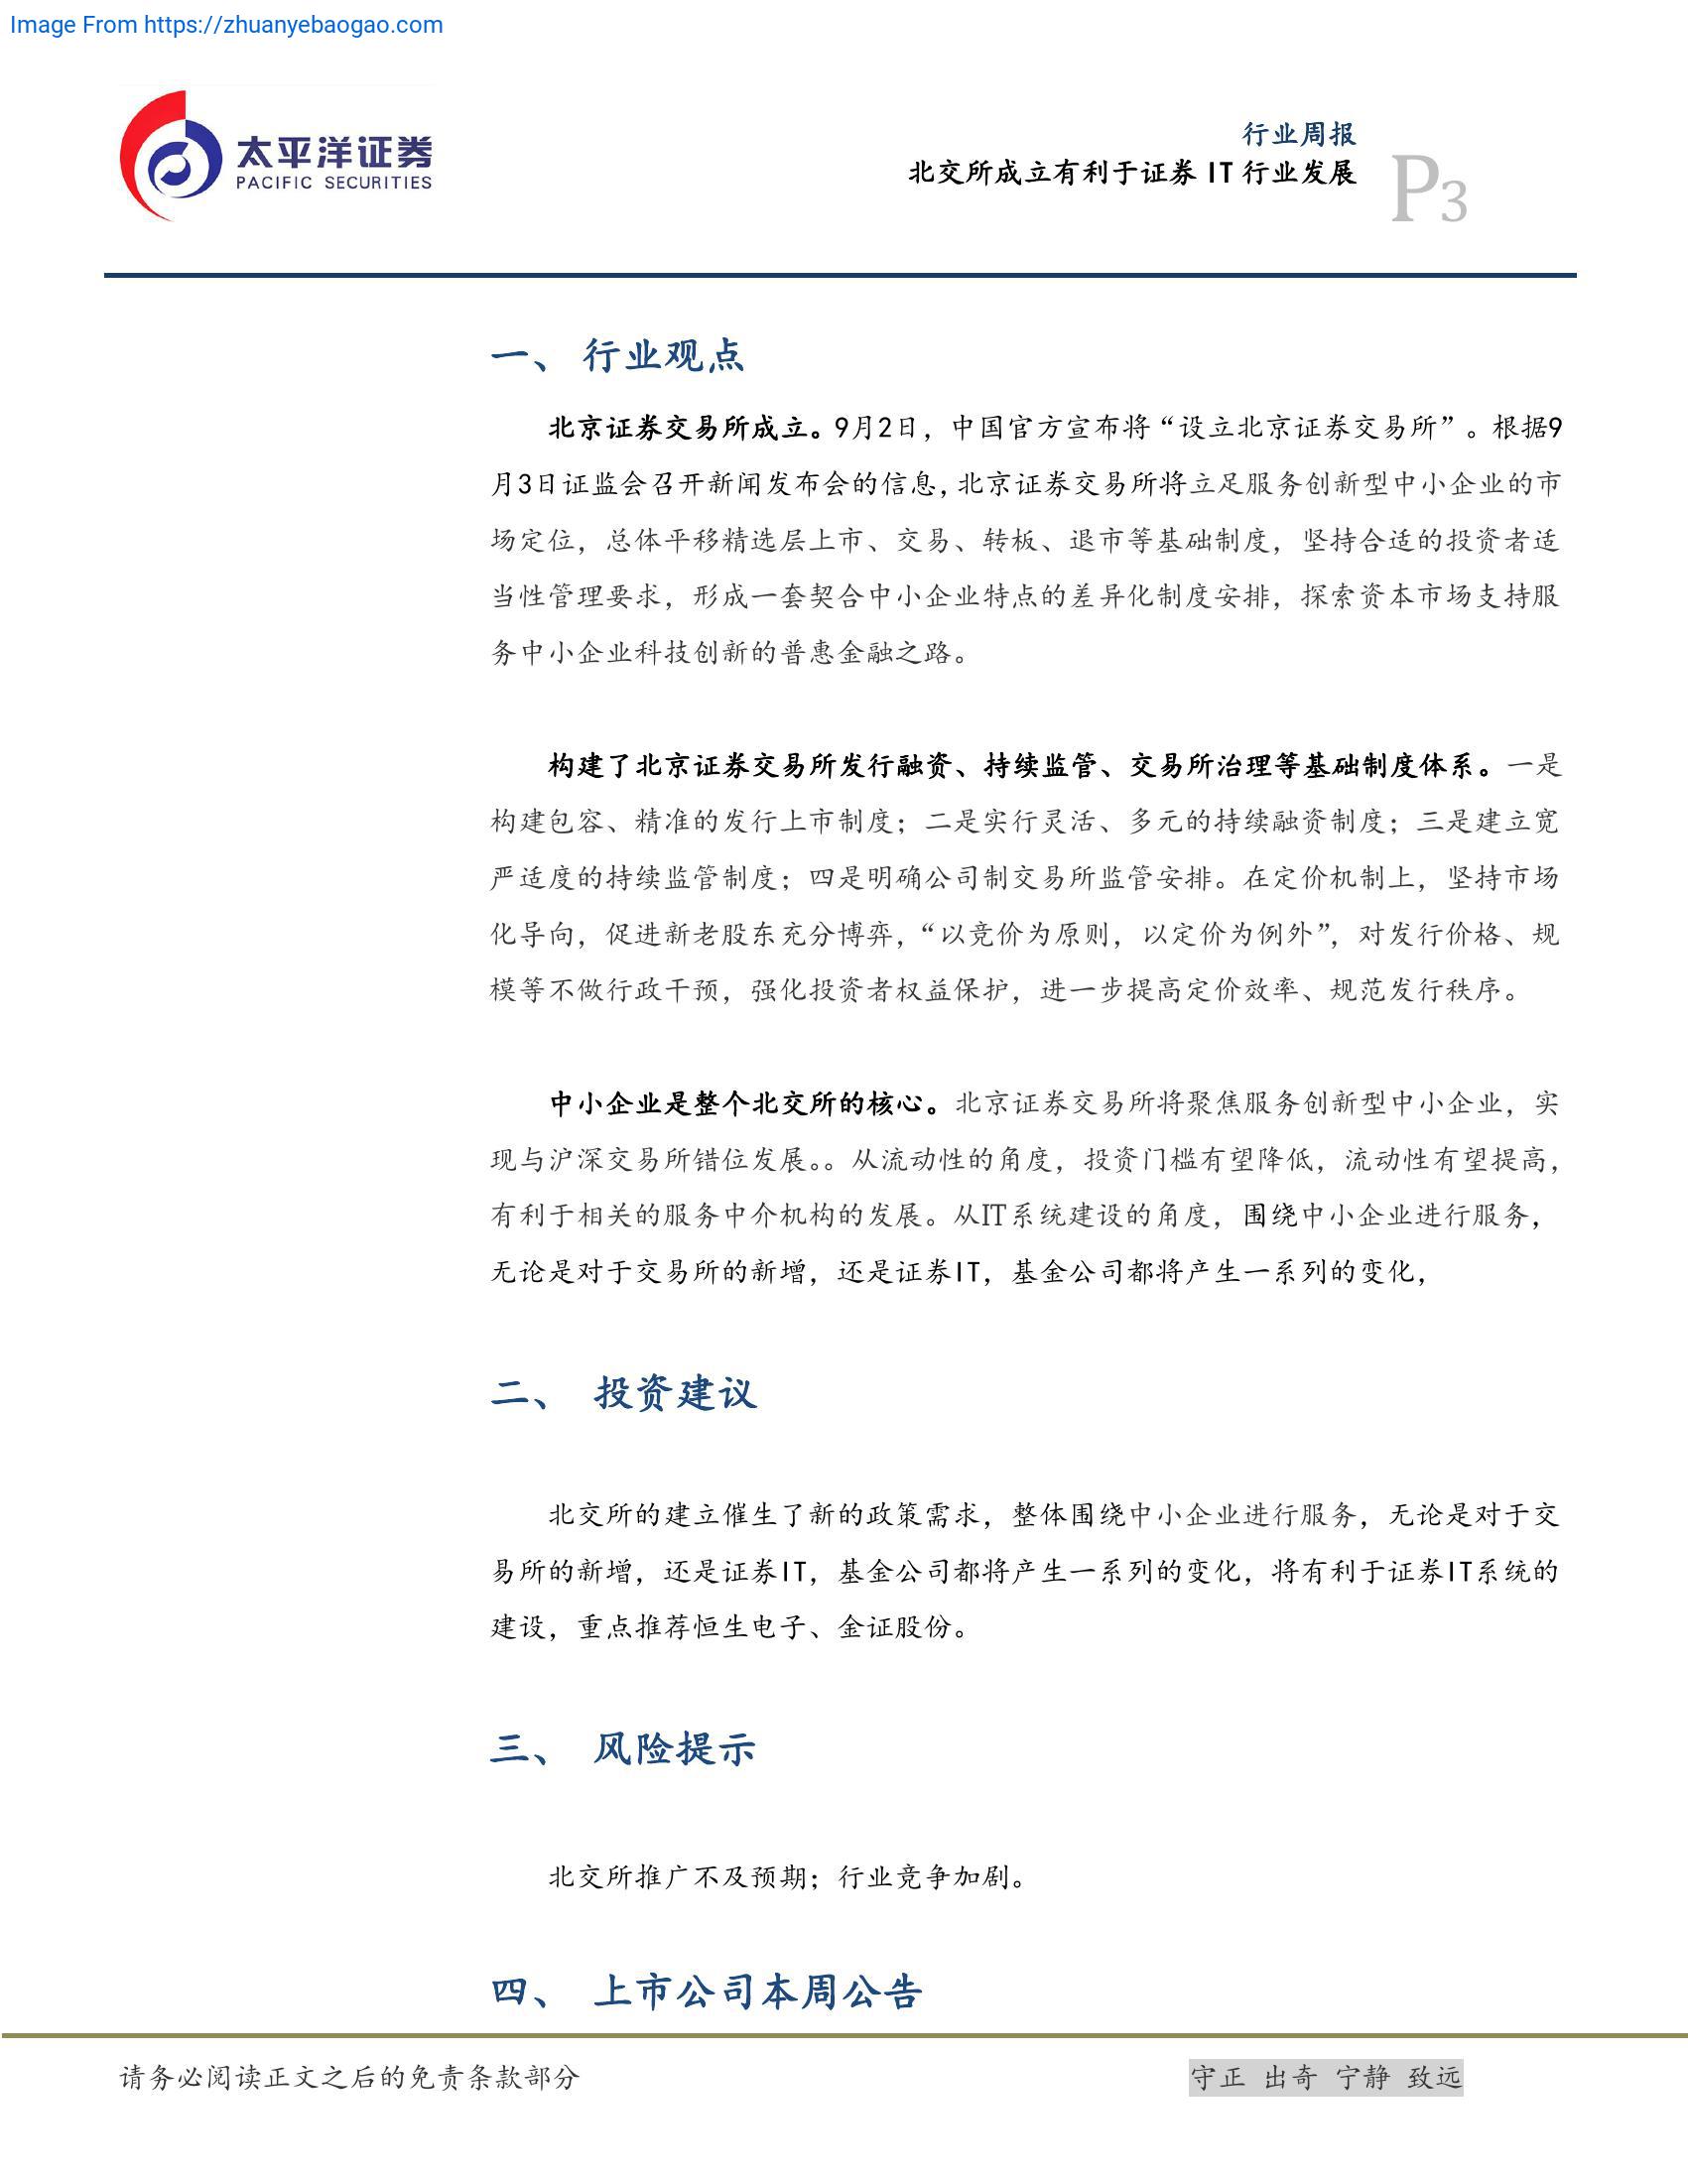 Image From https://zhuanyebaogao.com
太平洋证券
PACIFIC SECURITIES
行业周报
北交所成立有利于证券 IT 行业发展
P3
一、 行业观点
北京证券交易所成立。9月2日，中国官方宣布将“设立北京证券交易所”。根据9
月3日证监会召开新闻发布会的信息，北京证券交易所将立足服务创新型中小企业的市
场定位，总体平移精选层上市、交易、转板、退市等基础制度，坚持合适的投资者适
当性管理要求，形成一套契合中小企业特点的差异化制度安排，探索资本市场支持服
务中小企业科技创新的普惠金融之路。
构建了北京证券交易所发行融资、持续监管、交易所治理等基础制度体系。一是
构建包容、精准的发行上市制度；二是实行灵活、多元的持续融资制度；三是建立宽
严适度的持续监管制度；四是明确公司制交易所监管安排。在定价机制上，坚持市场
化导向，促进新老股东充分博弈，“以竞价为原则，以定价为例外”，对发行价格、规
模等不做行政干预，强化投资者权益保护，进一步提高定价效率、规范发行秩序。
中小企业是整个北交所的核心。北京证券交易所将聚焦服务创新型中小企业，实
现与沪深交易所错位发展。。从流动性的角度，投资门槛有望降低，流动性有望提高，
有利于相关的服务中介机构的发展。从IT系统建设的角度，围绕中小企业进行服务，
无论是对于交易所的新增，还是证券IT，基金公司都将产生一系列的变化，
二、 投资建议
北交所的建立催生了新的政策需求，整体围绕中小企业进行服务，无论是对于交
易所的新增，还是证券IT，基金公司都将产生一系列的变化，将有利于证券IT系统的
建设，重点推荐恒生电子、金证股份。
三、 风险提示
北交所推广不及预期；行业竞争加剧。
四、 上市公司本周公告
请务必阅读正文之后的免责条款部分
守正 出奇 宁静 致远